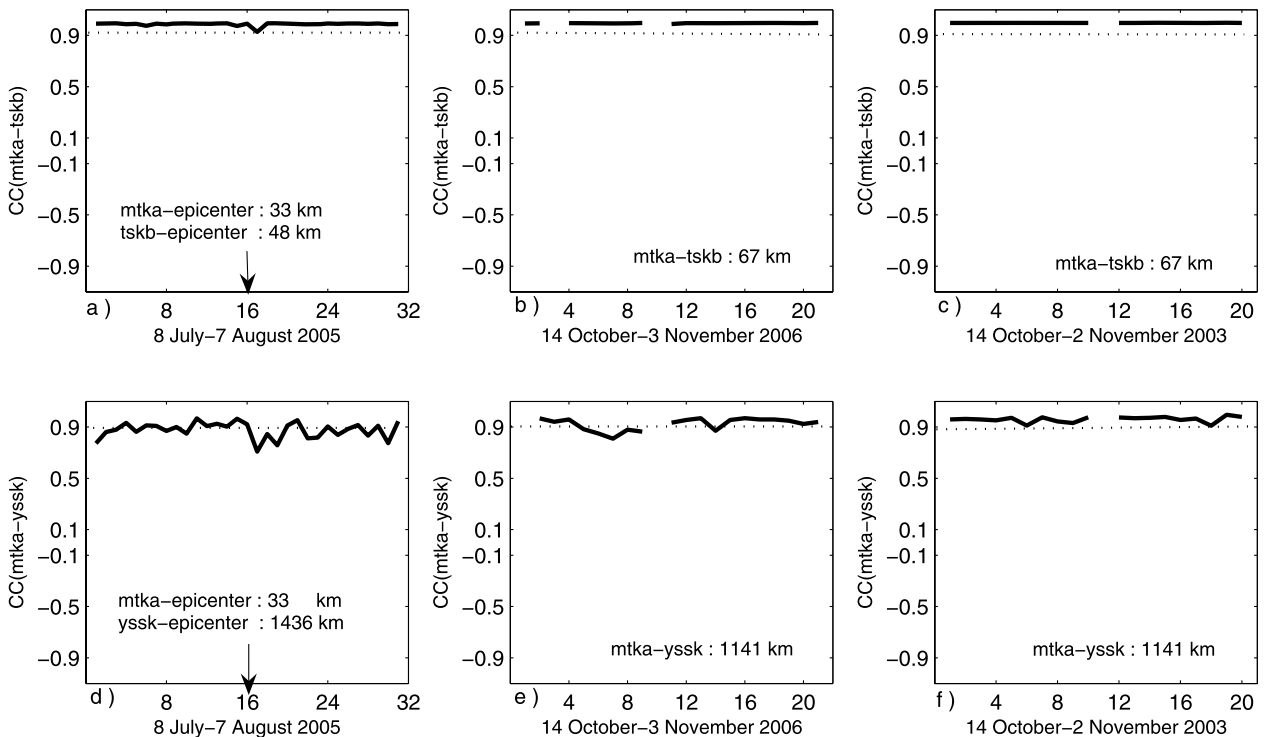 CC(mtka−tskb)
0.9
0.5
0.1
−0.1
−0.5
−0.9
mtka−epicenter : 33 km
tskb−epicenter : 48 km
a )
8 16 24 32
8 July−7 August 2005
CC(mtka−tskb)
0.9
0.5
0.1
−0.1
−0.5
−0.9
mtka−tskb : 67 km
b )
4 8 12 16 20
14 October−3 November 2006
CC(mtka−tskb)
0.9
0.5
0.1
−0.1
−0.5
−0.9
mtka−tskb : 67 km
c )
4 8 12 16 20
14 October−2 November 2003
CC(mtka−yssk)
0.9
0.5
0.1
−0.1
−0.5
−0.9
mtka−epicenter : 33 km
yssk−epicenter : 1436 km
d )
8 16 24 32
8 July−7 August 2005
CC(mtka−yssk)
0.9
0.5
0.1
−0.1
−0.5
−0.9
mtka−yssk : 1141 km
e )
4 8 12 16 20
14 October−3 November 2006
CC(mtka−yssk)
0.9
0.5
0.1
−0.1
−0.5
−0.9
mtka−yssk : 1141 km
f )
4 8 12 16 20
14 October−2 November 2003